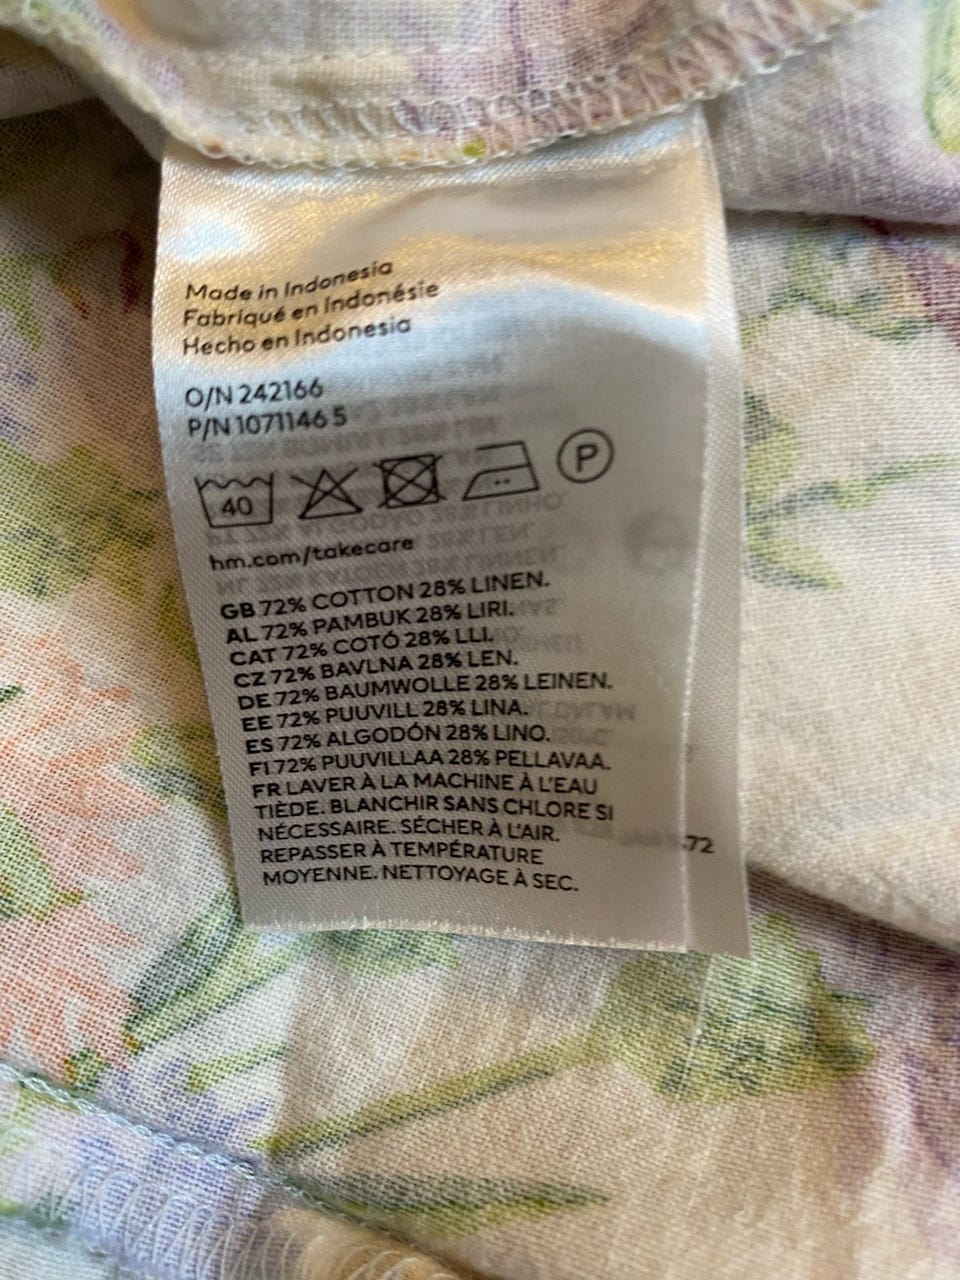 Made in Indonesia
Fabriqué en Indonésie
Hecho en Indonesia
O/N 242166
P/N 1071146 5
40
P
hm.com/takecare
GB 72% COTTON 28% LINEN.
AL 72% PAMBUK 28% LIRI.
CAT 72% COTÓ 28% LLI.
CZ 72% BAVLNA 28% LEN.
DE 72% BAUMWOLLE 28% LEINEN.
EE 72% PUUVILL 28% LINA.
ES 72% ALGODÓN 28% LINO.
FI 72% PUUVILLAA 28% PELLAVAA.
FR LAVER À LA MACHINE À L'EAU
TIÈDE. BLANCHIR SANS CHLORE SI
NÉCESSAIRE. SÉCHER À L'AIR.
REPASSER À TEMPÉRATURE
MOYENNE. NETTOYAGE À SEC.
72